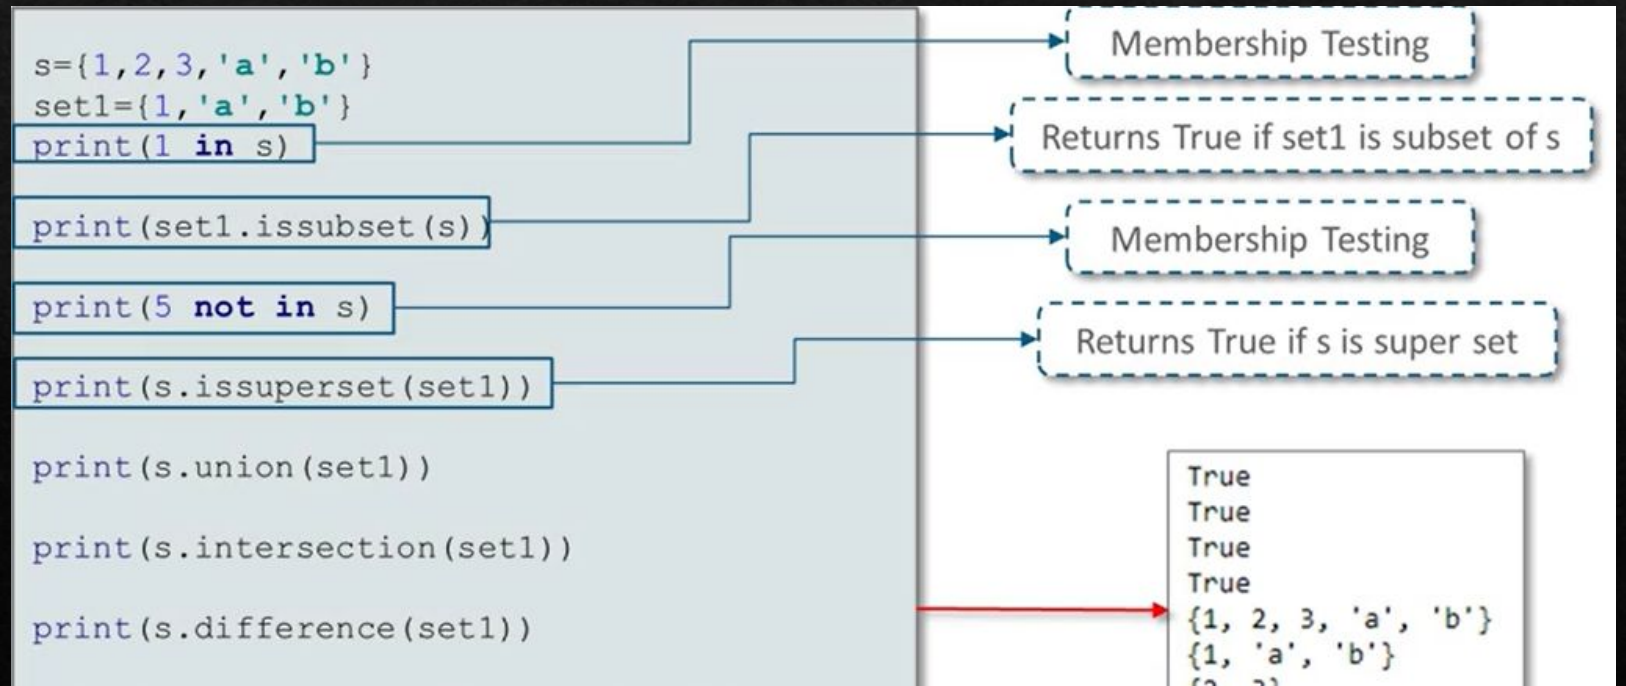 s={1,2,3,'a','b'}
set1={1,'a','b'}
print(1 in s)
print(set1.issubset(s))
print(5 not in s)
print(s.issuperset(set1))
print(s.union(set1))
print(s.intersection(set1))
print(s.difference(set1))
Membership Testing
Returns True if set1 is subset of s
Membership Testing
Returns True if s is super set
True
True
True
True
{1, 2, 3, 'a', 'b'}
{1, 'a', 'b'}